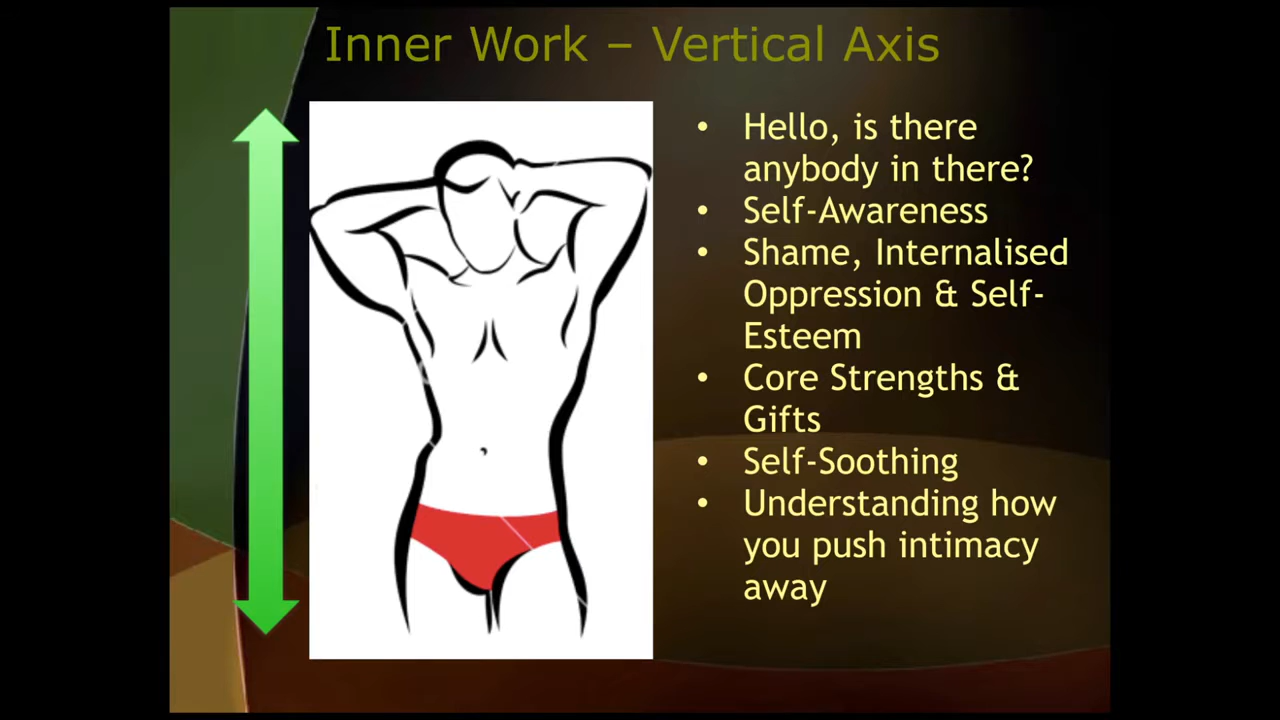 Inner Work – Vertical Axis
• Hello, is there
anybody in there?
• Self-Awareness
• Shame, Internalised
Oppression & Self-
Esteem
• Core Strengths &
Gifts
• Self-Soothing
• Understanding how
you push intimacy
away